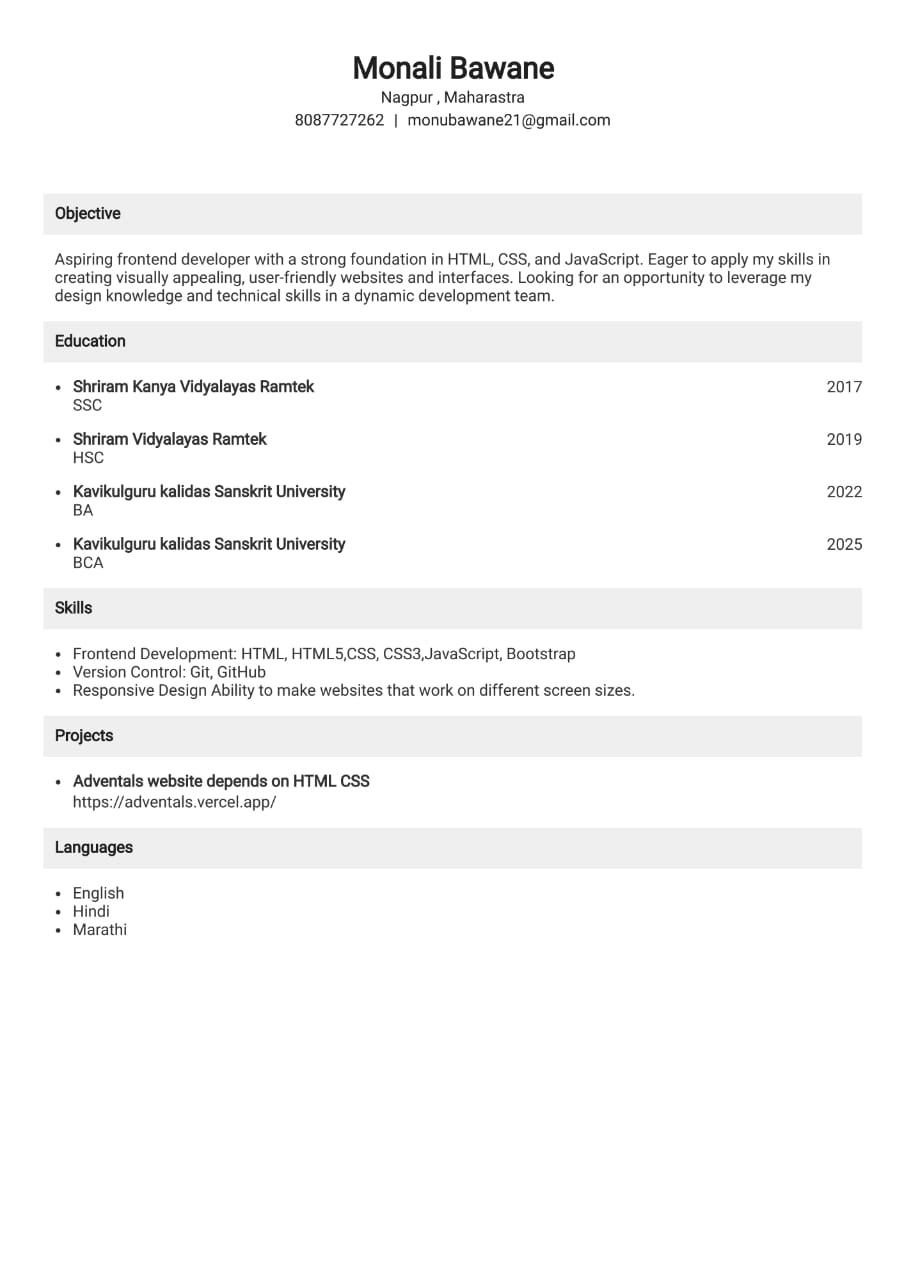 Monali Bawane
Nagpur , Maharastra
8087727262 | monubawane21@gmail.com
Objective
Aspiring frontend developer with a strong foundation in HTML, CSS, and JavaScript. Eager to apply my skills in
creating visually appealing, user-friendly websites and interfaces. Looking for an opportunity to leverage my
design knowledge and technical skills in a dynamic development team.
Education
• Shriram Kanya Vidyalayas Ramtek 2017
SSC
• Shriram Vidyalayas Ramtek 2019
HSC
• Kavikulguru kalidas Sanskrit University 2022
BA
• Kavikulguru kalidas Sanskrit University 2025
BCA
Skills
• Frontend Development: HTML, HTML5,CSS, CSS3,JavaScript, Bootstrap
• Version Control: Git, GitHub
• Responsive Design Ability to make websites that work on different screen sizes.
Projects
• Adventals website depends on HTML CSS
https://adventals.vercel.app/
Languages
• English
• Hindi
• Marathi